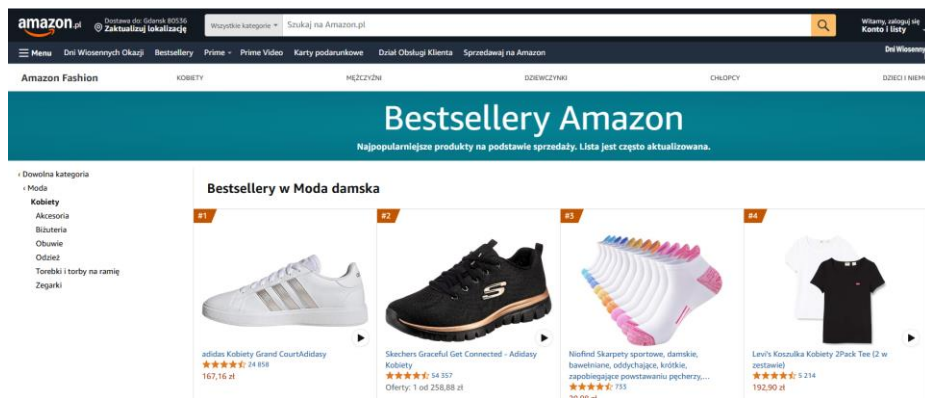 amazon.pl
Dostawa do: Gdansk 80536
Zaktualizuj lokalizację
Wszystkie kategorie
Szukaj na Amazon.pl
Witamy, zaloguj się
Konto i listy
Menu
Dni Wiosennych Okazji
Bestsellery
Prime
Prime Video
Karty podarunkowe
Dział Obsługi Klienta
Sprzedawaj na Amazon
Dni Wiosenny
Amazon Fashion
KOBIETY
MĘŻCZYŹNI
DZIEWCZYNKI
CHŁOPCY
DZIECI I NIEM
Bestsellery Amazon
Najpopularniejsze produkty na podstawie sprzedaży. Lista jest często aktualizowana.
‹ Dowolna kategoria
‹ Moda
Kobiety
Akcesoria
Biżuteria
Obuwie
Odzież
Torebki i torby na ramię
Zegarki
Bestsellery w Moda damska
#1
adidas Kobiety Grand CourtAdidasy
24 858
167,16 zł
#2
Skechers Graceful Get Connected - Adidasy
Kobiety
54 357
Oferty: 1 od 258,88 zł
#3
Niofind Skarpety sportowe, damskie,
bawełniane, oddychające, krótkie,
zapobiegające powstawaniu pęcherzy,...
733
#4
Levi's Koszulka Kobiety 2Pack Tee (2 w
zestawie)
5 214
192,90 zł